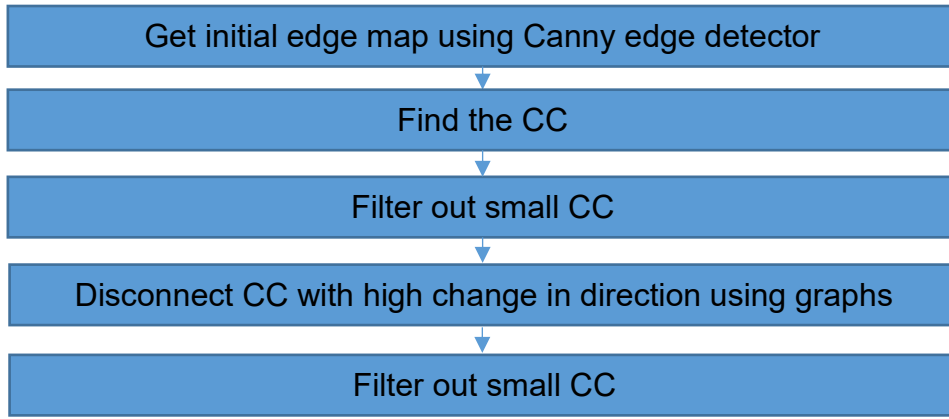 Get initial edge map using Canny edge detector
Find the CC
Filter out small CC
Disconnect CC with high change in direction using graphs
Filter out small CC